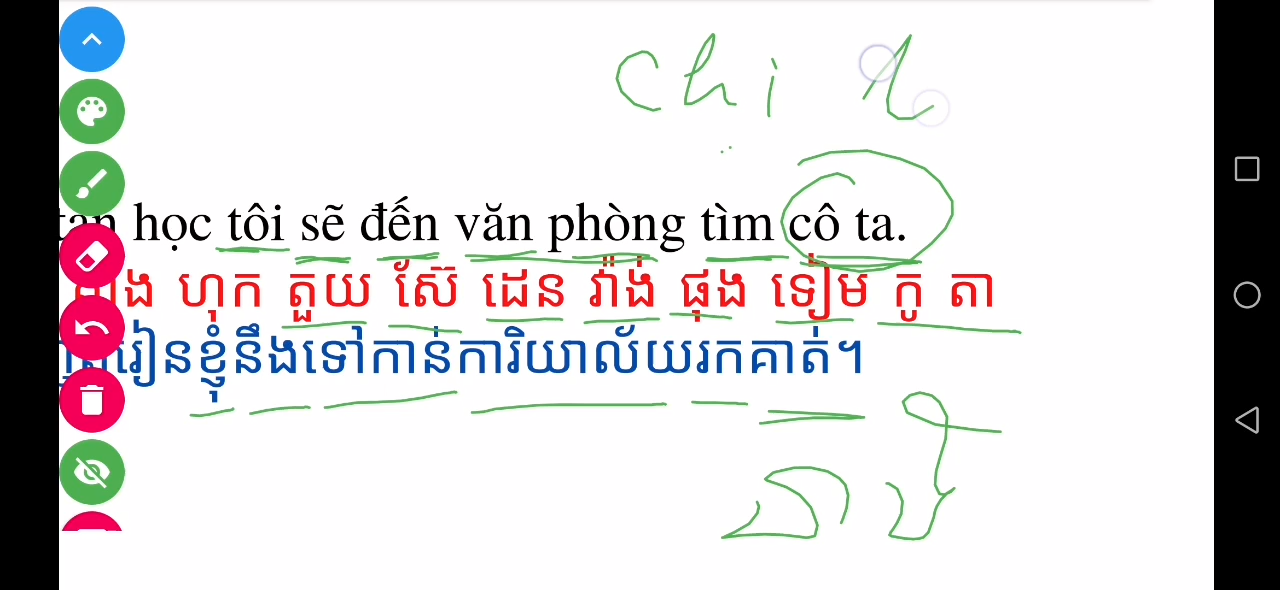 chi
học tôi sẽ đến văn phòng tìm cô ta.
ហុក តួយ ស៊ែ ដេន វ៉ាំង ផុង ទៀម កូ តា
រៀនខ្ញុំនឹងទៅកាន់ការិយាល័យរកគាត់។